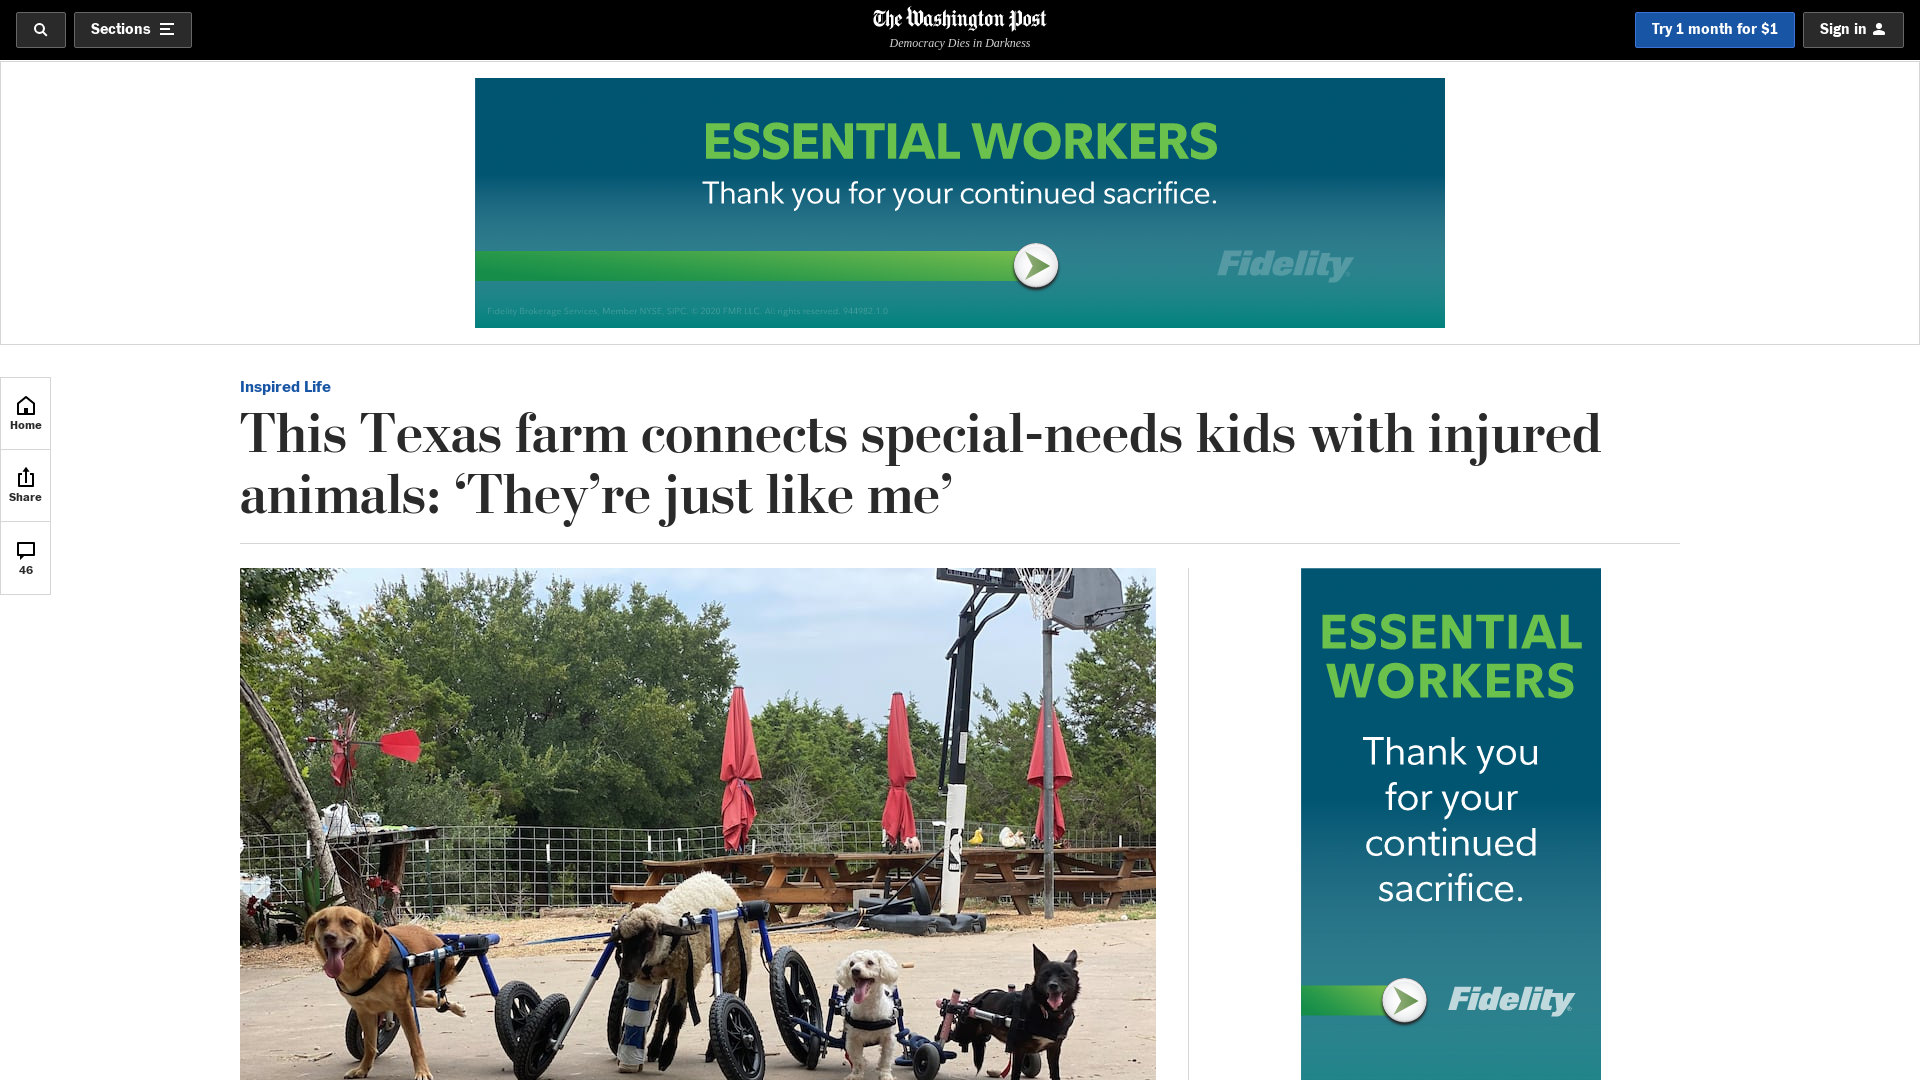 Sections
The Washington Post
Democracy Dies in Darkness
Try 1 month for $1
Sign in
ESSENTIAL WORKERS
Thank you for your continued sacrifice.
Fidelity
Fidelity Brokerage Services, Member NYSE, SIPC. © 2020 FMR LLC. All rights reserved. 944982.1.0
Home
Share
46
Inspired Life
This Texas farm connects special-needs kids with injured
animals: ‘They’re just like me’
ESSENTIAL
WORKERS
Thank you
for your
continued
sacrifice.
Fidelity